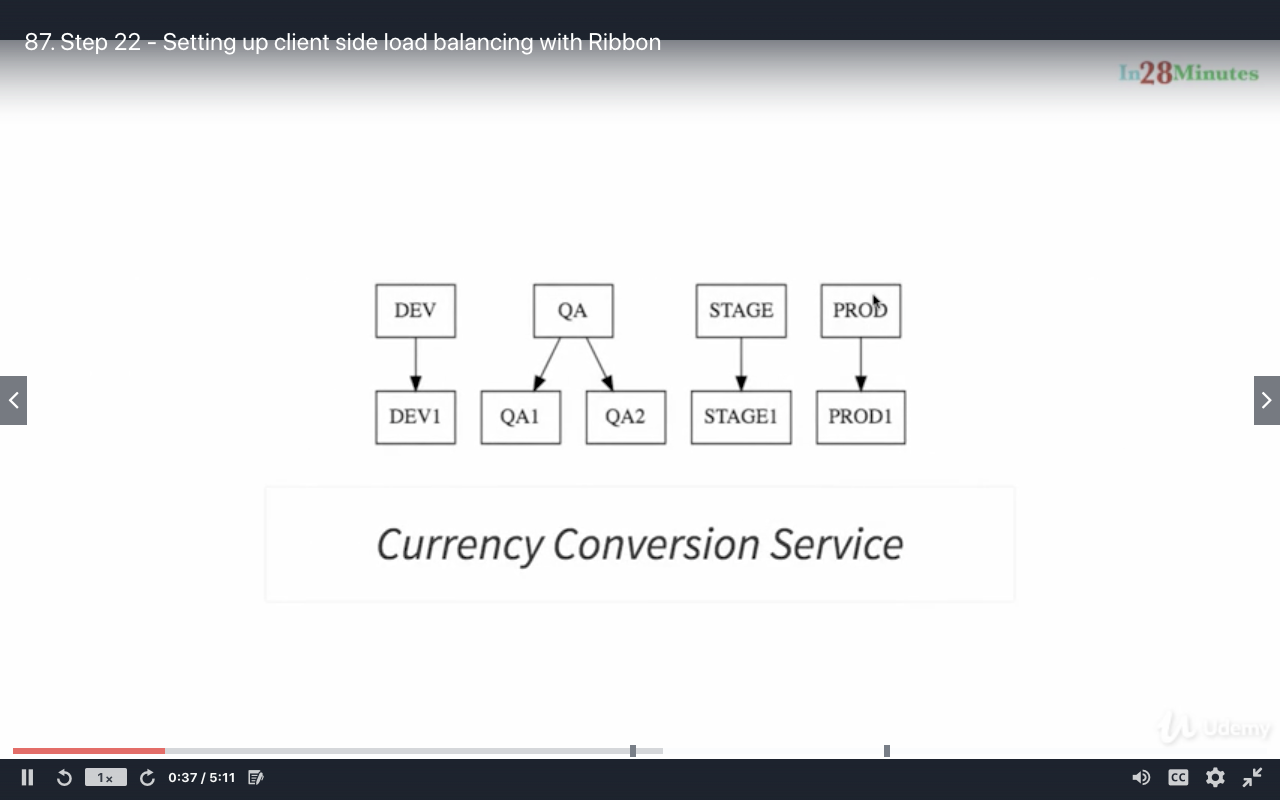 87. Step 22 - Setting up client side load balancing with Ribbon
In28Minutes
DEV QA STAGE PROD
DEV1 QA1 QA2 STAGE1 PROD1
Currency Conversion Service
Udemy
1x 0:37 / 5:11 CC